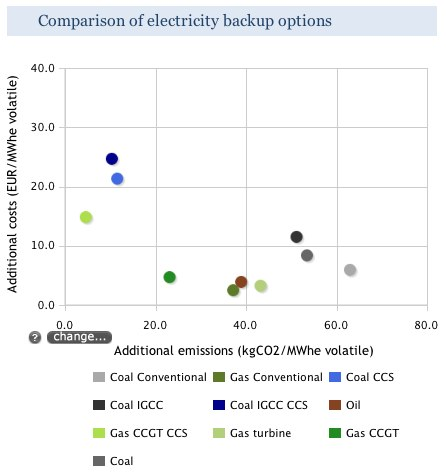 Comparison of electricity backup options
Additional costs (EUR/MWhe volatile)
40.0
30.0
20.0
10.0
0.0
0.0 20.0 40.0 60.0 80.0
? change...
Additional emissions (kgCO2/MWhe volatile)
Coal Conventional Gas Conventional Coal CCS
Coal IGCC Coal IGCC CCS Oil
Gas CCGT CCS Gas turbine Gas CCGT
Coal